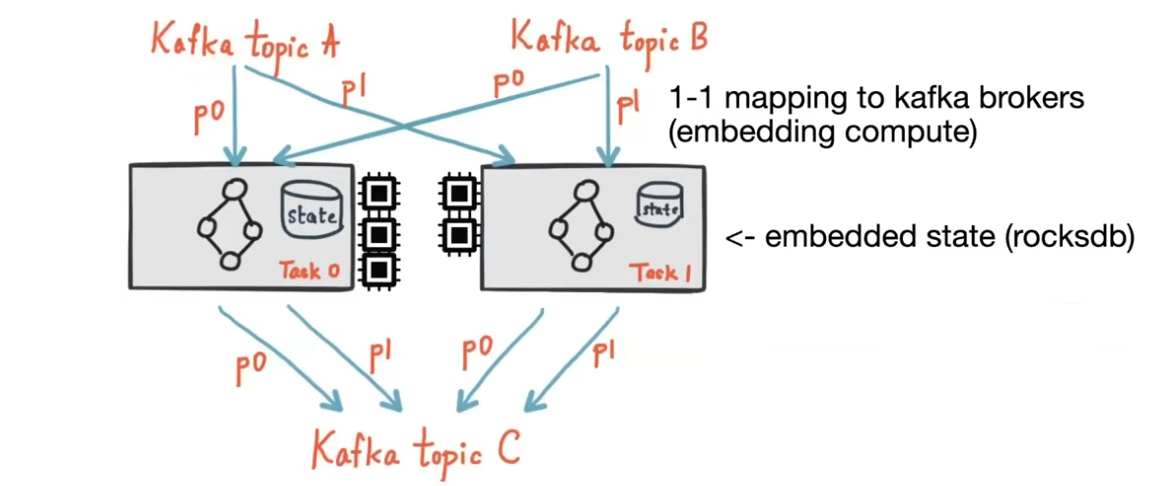 Kafka topic A
Kafka topic B
p0
p1
p0
p1
1-1 mapping to kafka brokers
(embedding compute)
state
Task 0
state
Task 1
<- embedded state (rocksdb)
p0
p1
p0
p1
Kafka topic C